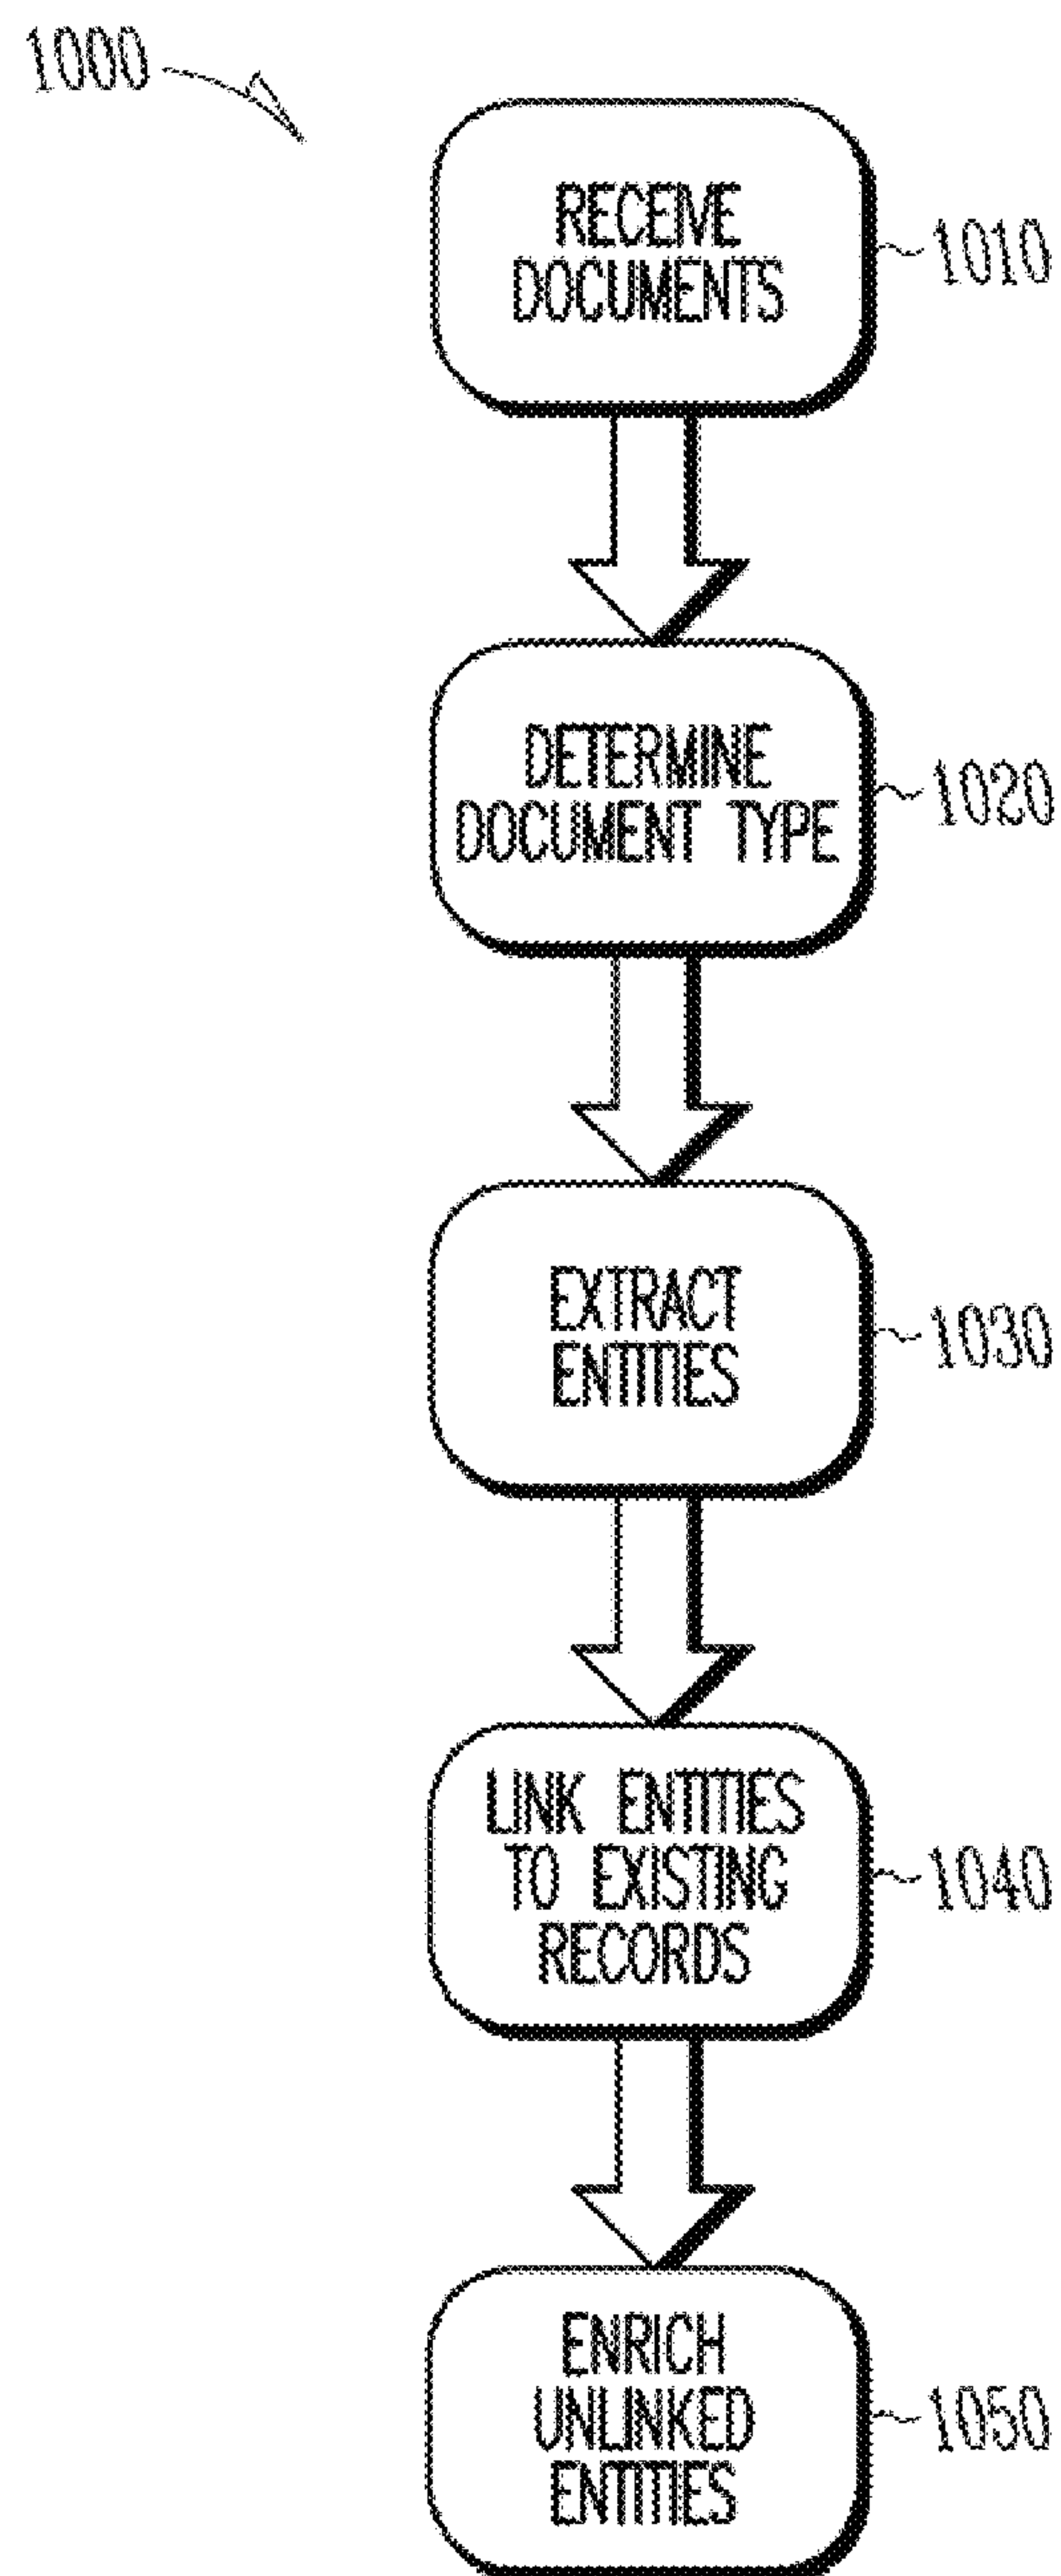 1000
RECEIVE
DOCUMENTS
1010
DETERMINE
DOCUMENT TYPE
1020
EXTRACT
ENTITIES
1030
LINK ENTITIES
TO EXISTING
RECORDS
1040
ENRICH
UNLINKED
ENTITIES
1050